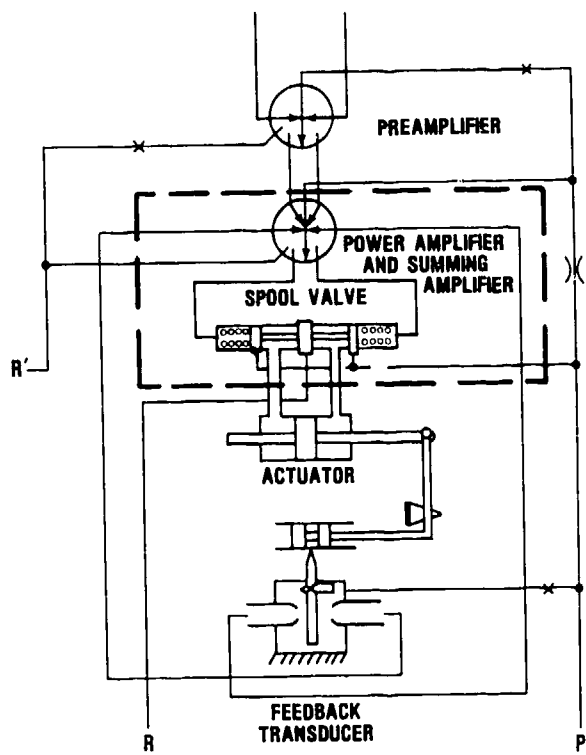 PREAMPLIFIER
POWER AMPLIFIER
AND SUMMING
AMPLIFIER
SPOOL VALVE
R'
ACTUATOR
FEEDBACK
TRANSDUCER
R
P